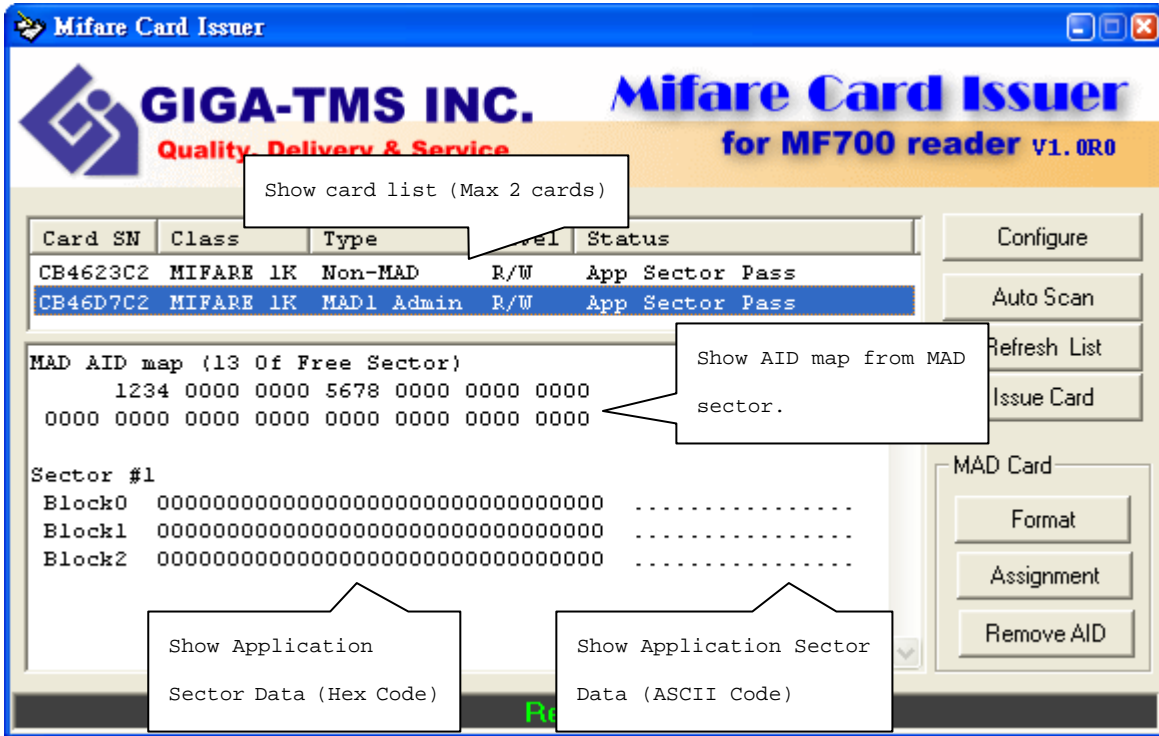 Mifare Card Issuer
GIGA-TMS INC.
Quality, Delivery & Service
Mifare Card Issuer
for MF700 reader V1.0R0
Show card list (Max 2 cards)
Card SN Class Type Status
CB4623C2 MIFARE 1K Non-MAD R/W App Sector Pass
CB46D7C2 MIFARE 1K MAD1 Admin R/W App Sector Pass
Configure
Auto Scan
Refresh List
Issue Card
MAD AID map (13 Of Free Sector)
1234 0000 0000 5678 0000 0000 0000
0000 0000 0000 0000 0000 0000 0000 0000
Show AID map from MAD
sector.
Sector #1
Block0 00000000000000000000000000000000 ................
Block1 00000000000000000000000000000000 ................
Block2 00000000000000000000000000000000 ................
MAD Card
Format
Assignment
Remove AID
Show Application
Sector Data (Hex Code)
Show Application Sector
Data (ASCII Code)